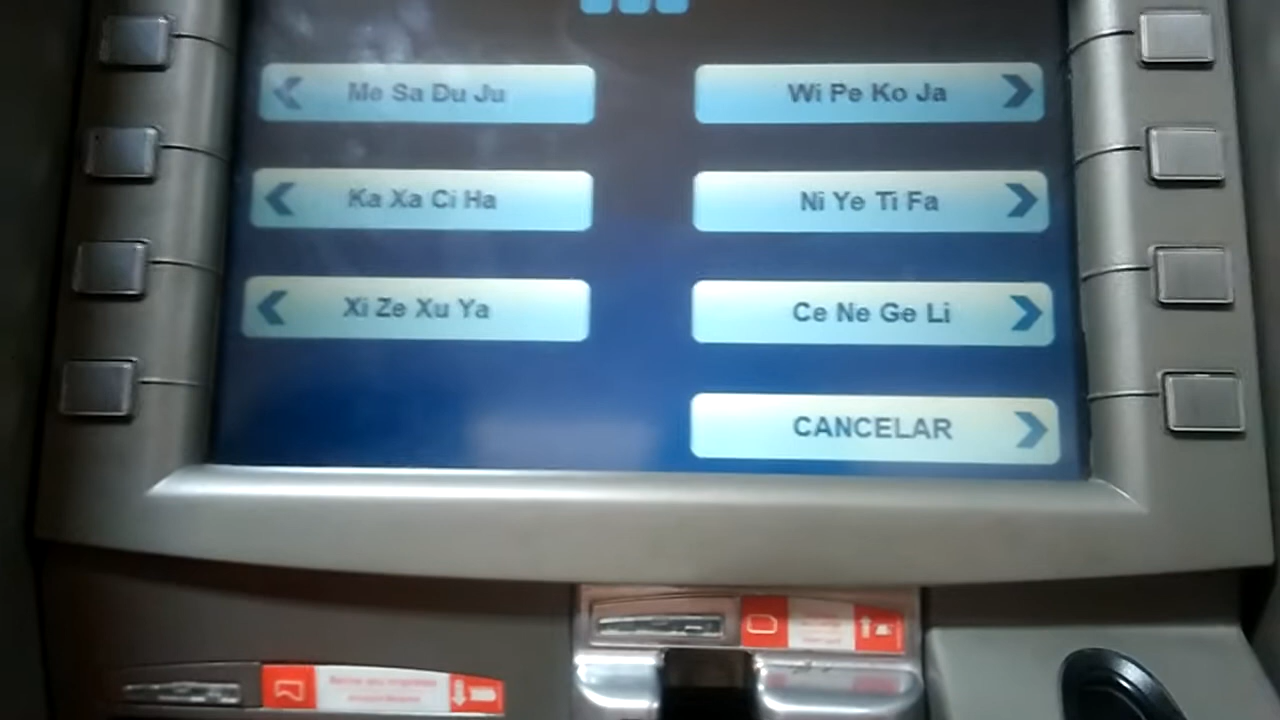 Me Sa Du Ju
Wi Pe Ko Ja
Ka Xa Ci Ha
Ni Ye Ti Fa
Xi Ze Xu Ya
Ce Ne Ge Li
CANCELAR